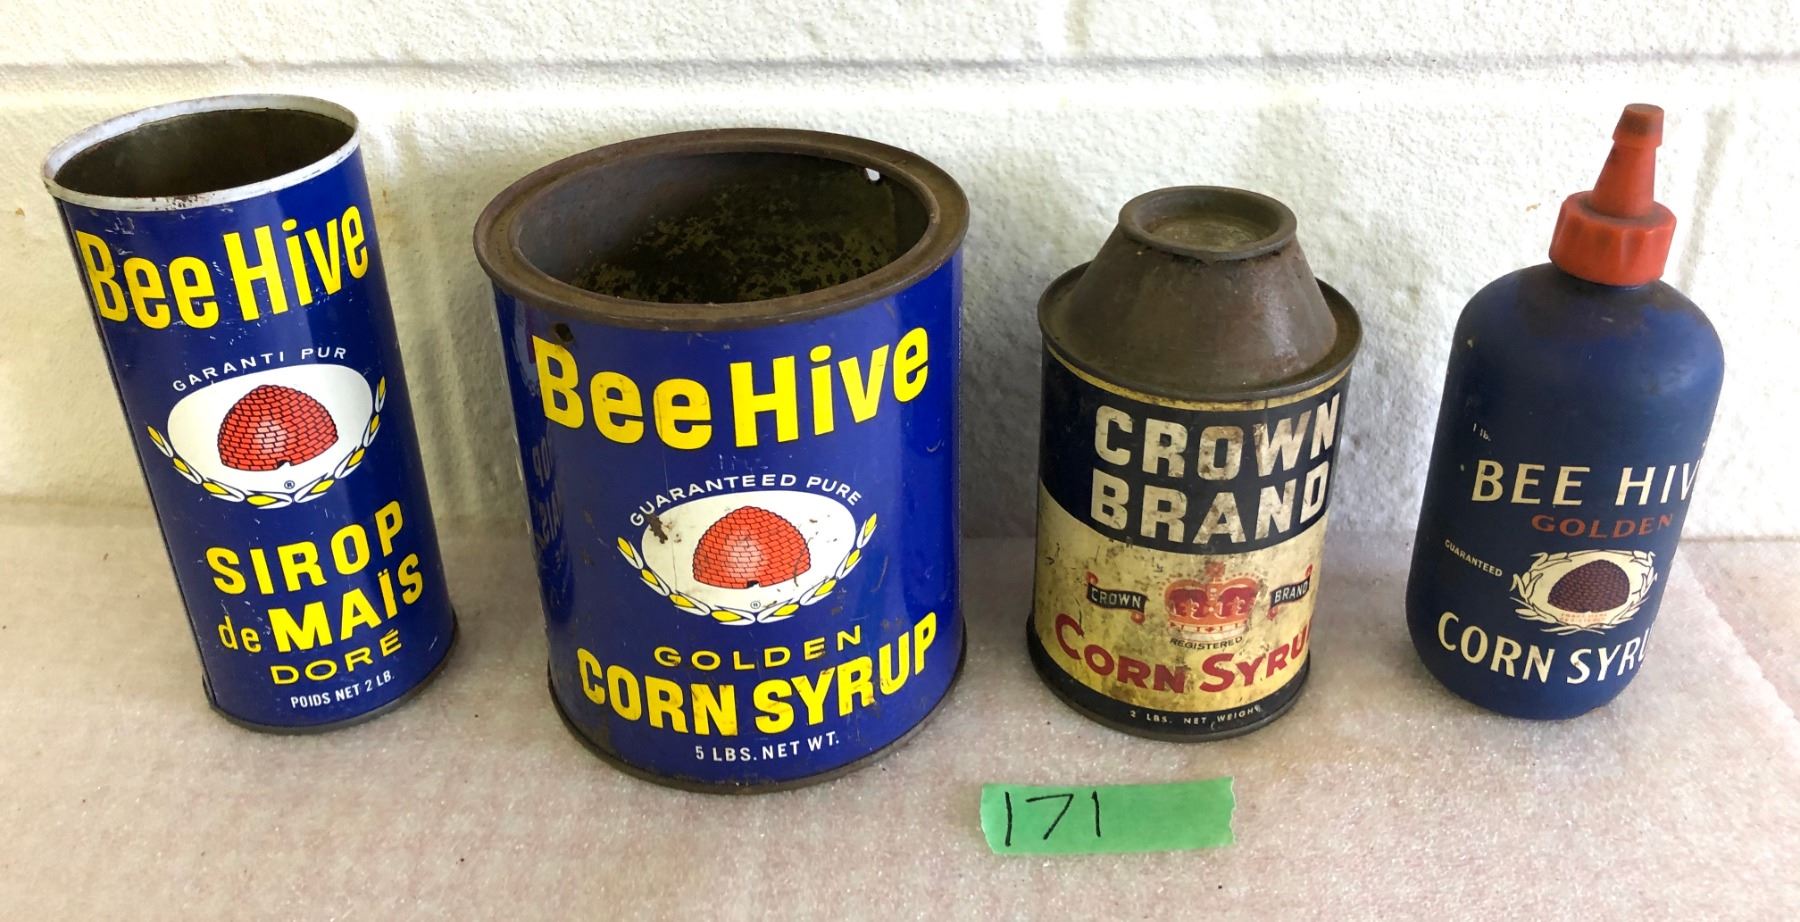 Bee Hive
GARANTI PUR
®
SIROP
de MAÏS
DORÉ
POIDS NET 2 LB.
Bee Hive
GUARANTEED PURE
®
GOLDEN
CORN SYRUP
5 LBS. NET WT.
CROWN
BRAND
CROWN BRAND
REGISTERED
CORN SYRU
2 LBS. NET WEIGH
1 lb.
BEE HIV
GOLDEN
GUARANTEED
CORN SYRU
171